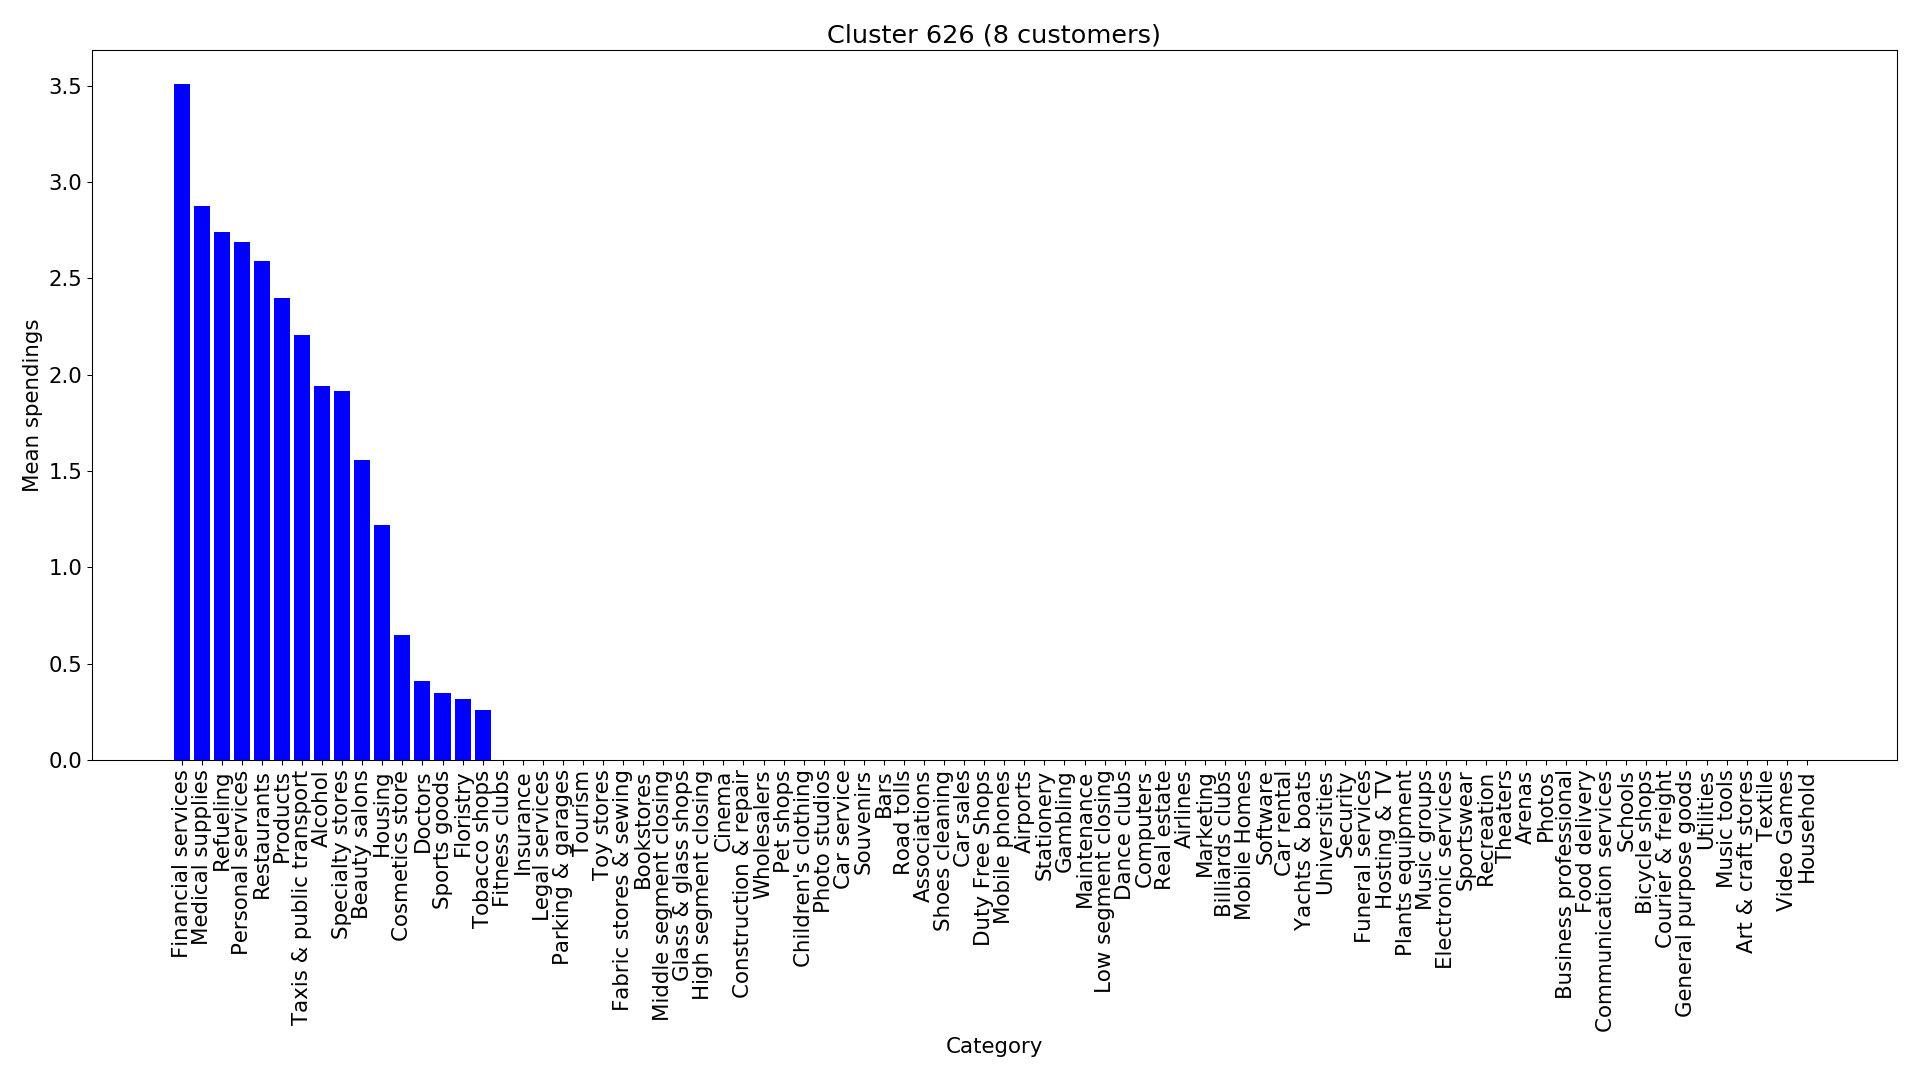 Cluster 626 (8 customers)
3.5
3.0
2.5
2.0
1.5
1.0
0.5
0.0
Mean spendings
Financial services
Medical supplies
Refueling
Personal services
Restaurants
Products
Taxis & public transport
Alcohol
Specialty stores
Beauty salons
Housing
Cosmetics store
Doctors
Sports goods
Floristry
Tobacco shops
Fitness clubs
Insurance
Legal services
Parking & garages
Tourism
Toy stores
Fabric stores & sewing
Bookstores
Middle segment closing
Glass & glass shops
High segment closing
Cinema
Construction & repair
Wholesalers
Pet shops
Children's clothing
Photo studios
Car service
Souvenirs
Bars
Road tolls
Associations
Shoes cleaning
Car sales
Duty Free Shops
Mobile phones
Airports
Stationery
Gambling
Maintenance
Low segment closing
Dance clubs
Computers
Real estate
Airlines
Marketing
Billiards clubs
Mobile Homes
Software
Car rental
Yachts & boats
Universities
Security
Funeral services
Hosting & TV
Plants equipment
Music groups
Electronic services
Sportswear
Recreation
Theaters
Arenas
Photos
Business professional
Food delivery
Communication services
Schools
Bicycle shops
Courier & freight
General purpose goods
Utilities
Music tools
Art & craft stores
Textile
Video Games
Household
Category